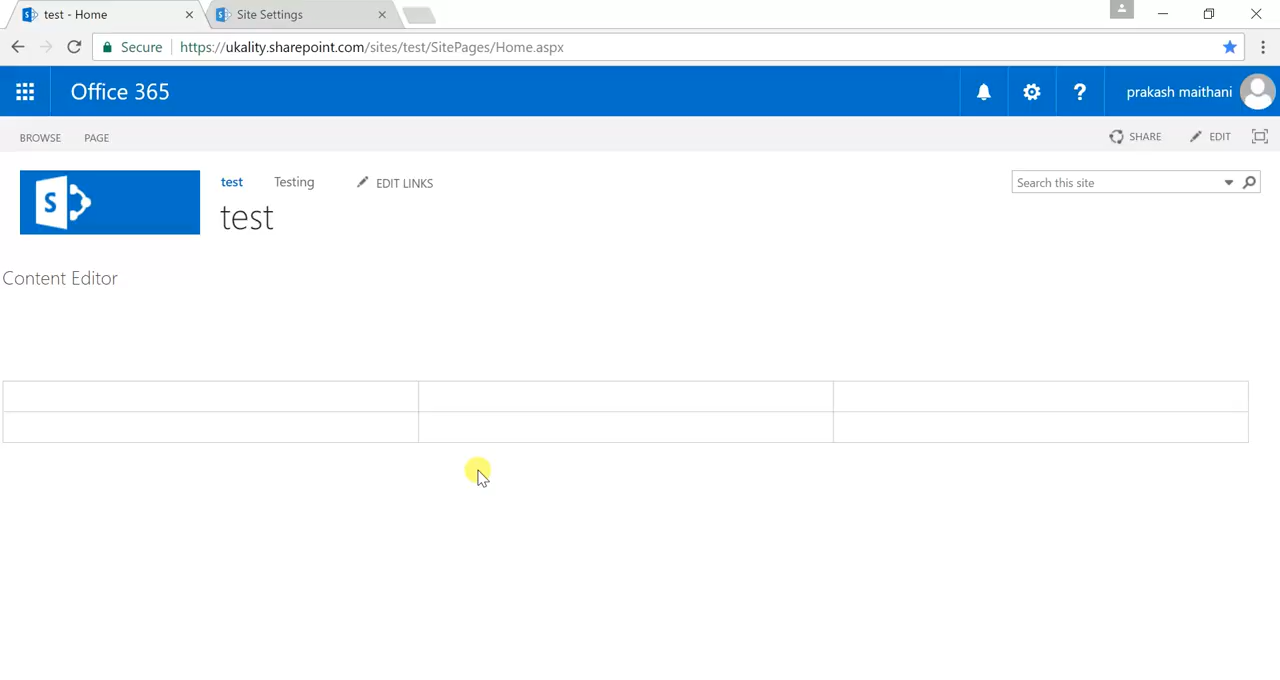 test - Home
Site Settings
Secure https://ukality.sharepoint.com/sites/test/SitePages/Home.aspx
Office 365
? prakash maithani
BROWSE PAGE SHARE EDIT
S test Testing EDIT LINKS Search this site
test
Content Editor